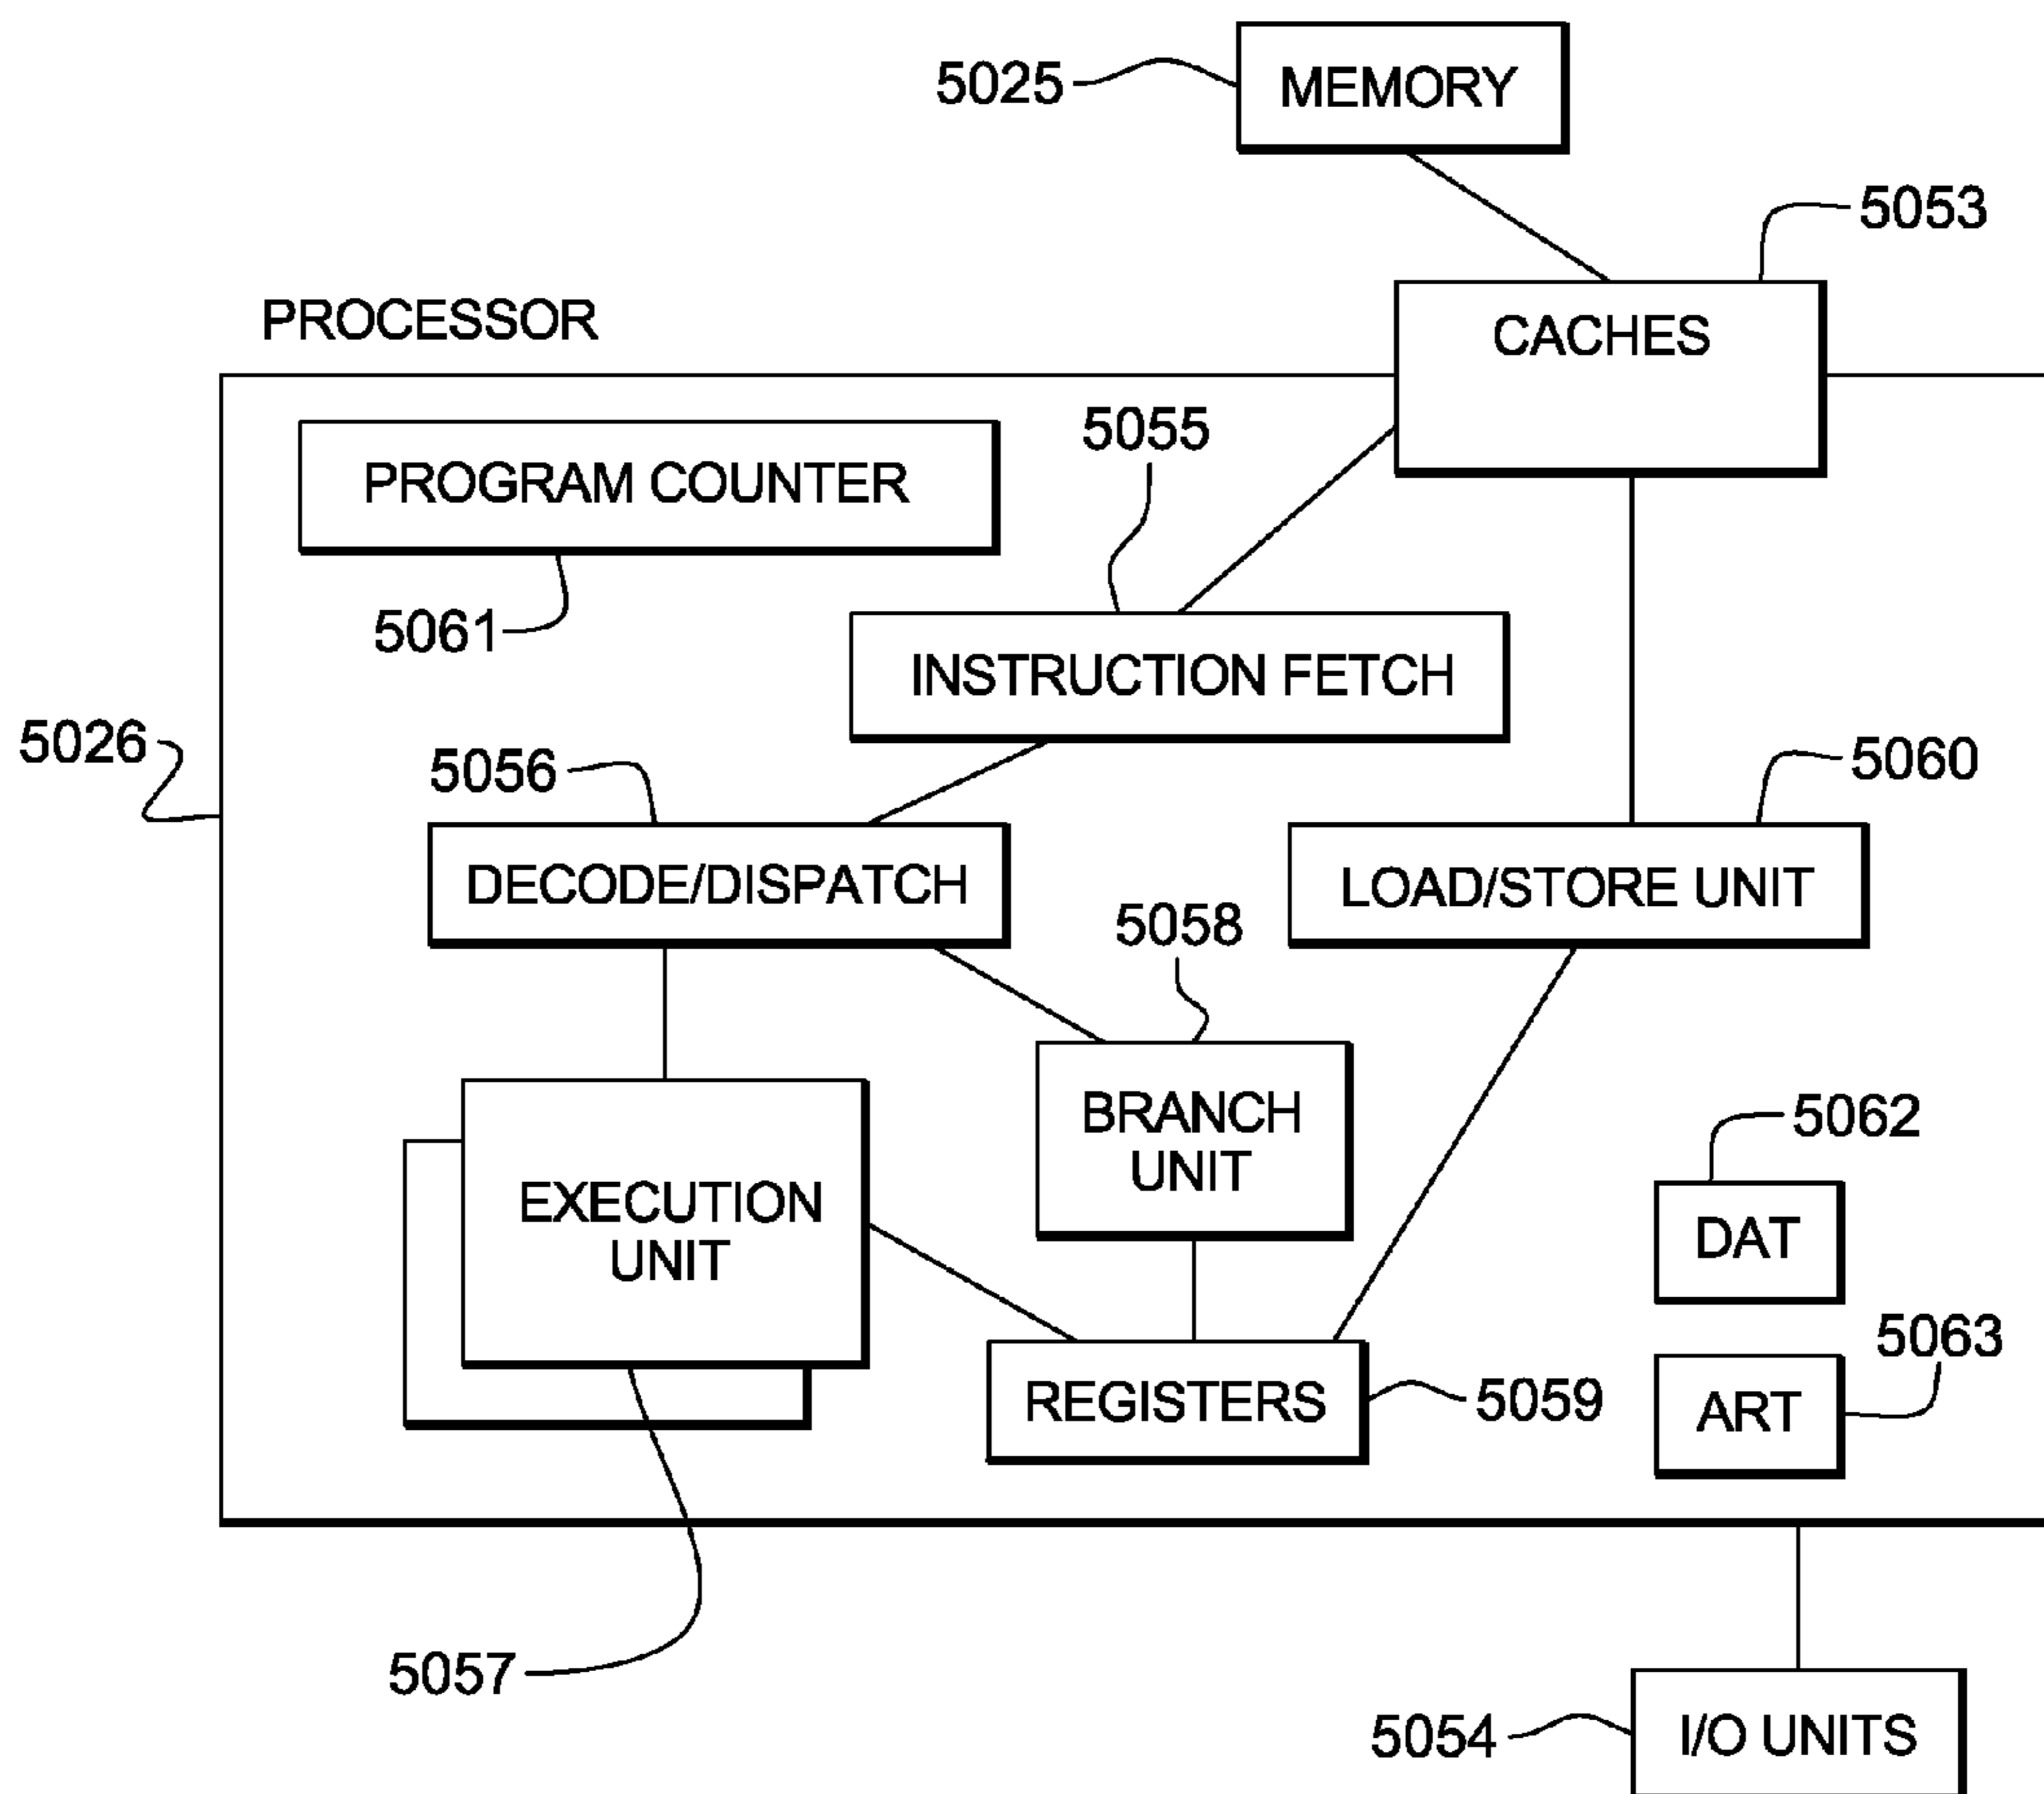 5025
MEMORY
5053
CACHES
PROCESSOR
5055
PROGRAM COUNTER
5061
INSTRUCTION FETCH
5026
5056
5060
DECODE/DISPATCH
LOAD/STORE UNIT
5058
BRANCH
UNIT
5062
EXECUTION
UNIT
DAT
5063
REGISTERS
5059
ART
5057
5054
I/O UNITS